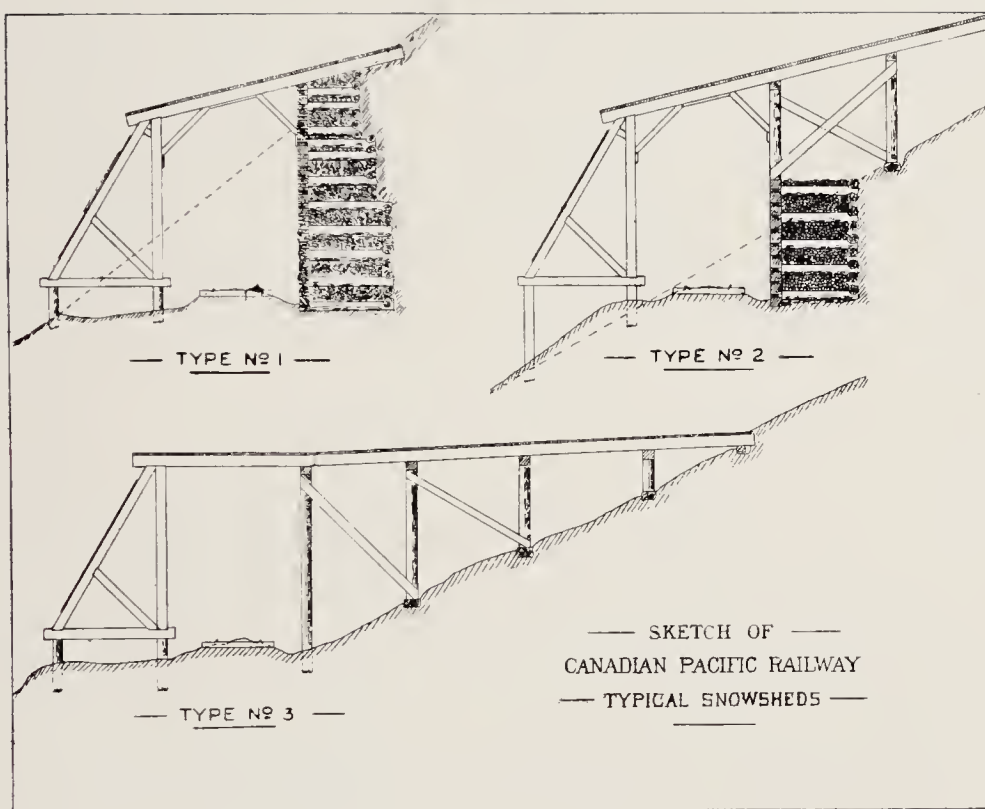 — TYPE Nº 1 —
— TYPE Nº 2 —
— TYPE Nº 3 —
— SKETCH OF —
CANADIAN PACIFIC RAILWAY
— TYPICAL SNOWSHEDS —